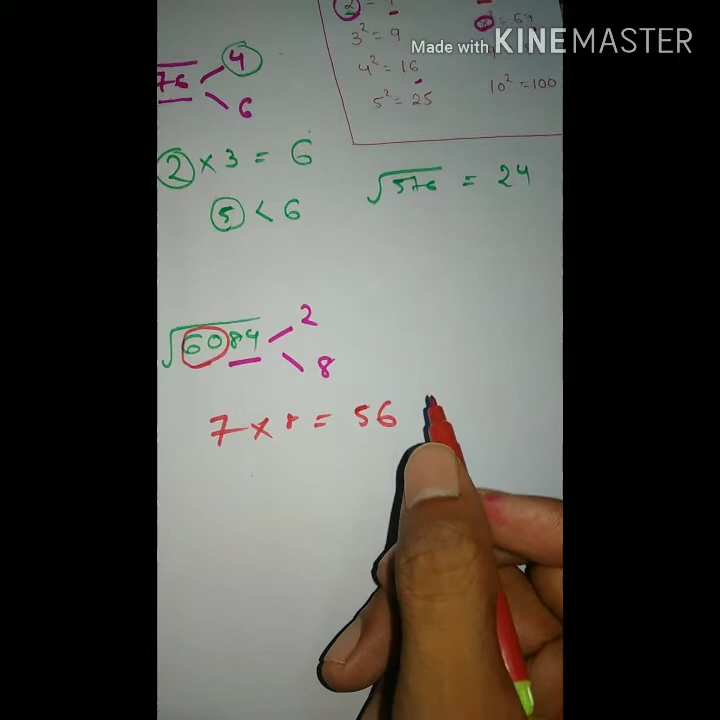 3² = 9
4² = 16
5² = 25
10² = 100
Made with KINEMASTER
76 4
6
2 × 3 = 6
5 < 6
√576 = 24
√6084 2
8
7 × 8 = 56